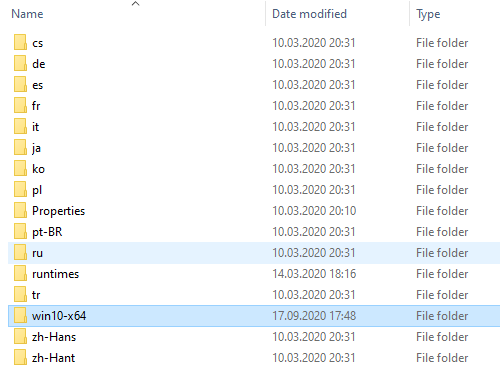 Name Date modified Type
cs 10.03.2020 20:31 File folder
de 10.03.2020 20:31 File folder
es 10.03.2020 20:31 File folder
fr 10.03.2020 20:31 File folder
it 10.03.2020 20:31 File folder
ja 10.03.2020 20:31 File folder
ko 10.03.2020 20:31 File folder
pl 10.03.2020 20:31 File folder
Properties 10.03.2020 20:10 File folder
pt-BR 10.03.2020 20:31 File folder
ru 10.03.2020 20:31 File folder
runtimes 14.03.2020 18:16 File folder
tr 10.03.2020 20:31 File folder
win10-x64 17.09.2020 17:48 File folder
zh-Hans 10.03.2020 20:31 File folder
zh-Hant 10.03.2020 20:31 File folder